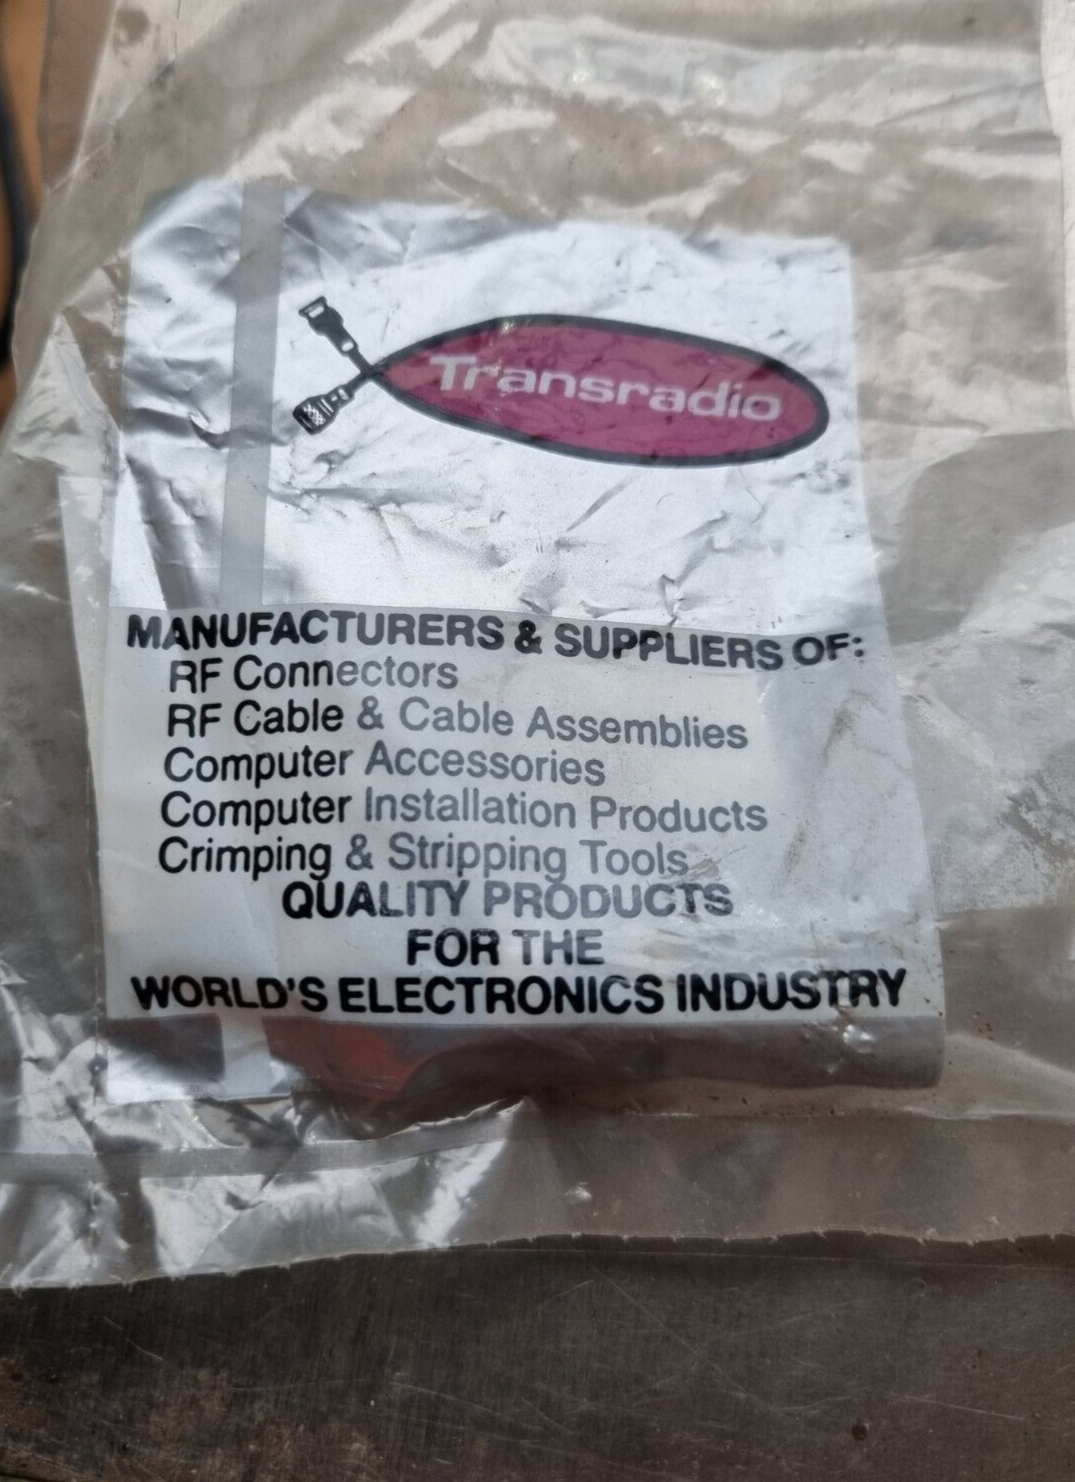 Transradio
MANUFACTURERS & SUPPLIERS OF:
RF Connectors
RF Cable & Cable Assemblies
Computer Accessories
Computer Installation Products
Crimping & Stripping Tools
QUALITY PRODUCTS
FOR THE
WORLD'S ELECTRONICS INDUSTRY